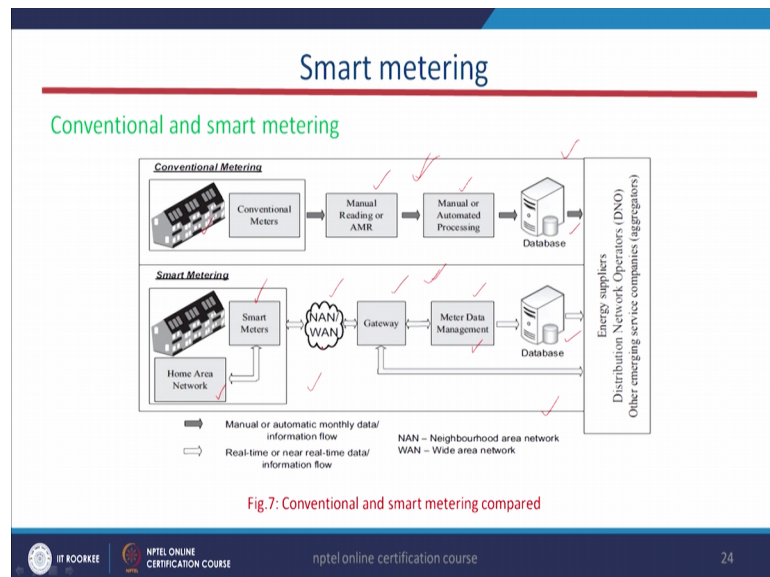 Smart metering
Conventional and smart metering
Conventional Metering
Conventional
Meters
Manual
Reading or
AMR
Manual or
Automated
Processing
Database
Smart Metering
Smart
Meters
Home Area
Network
NAN/
WAN
Gateway
Meter Data
Management
Database
Energy suppliers
Distribution Network Operators (DNO)
Other emerging service companies (aggregators)
Manual or automatic monthly data/
information flow
Real-time or near real-time data/
information flow
NAN – Neighbourhood area network
WAN – Wide area network
Fig.7: Conventional and smart metering compared
IIT ROORKEE
NPTEL ONLINE
CERTIFICATION COURSE
nptel online certification course
24